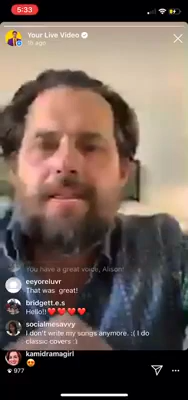 5:33
Your Live Video
1h ago
You have a great voice, Alison!
eeyoreiuvr
That was great!
bridgett.e.s
Hello!!❤️❤️❤️❤️
socialmesavvy
I don't write my songs anymore. :( I do
classic covers :)
kamidramagirl
😍
977